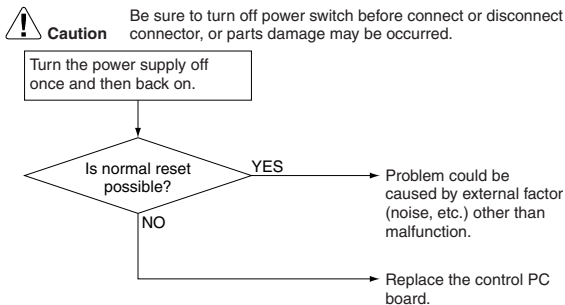 Caution
Be sure to turn off power switch before connect or disconnect
connector, or parts damage may be occurred.
Turn the power supply off
once and then back on.
Is normal reset
possible?
YES
Problem could be
caused by external factor
(noise, etc.) other than
malfunction.
NO
Replace the control PC
board.